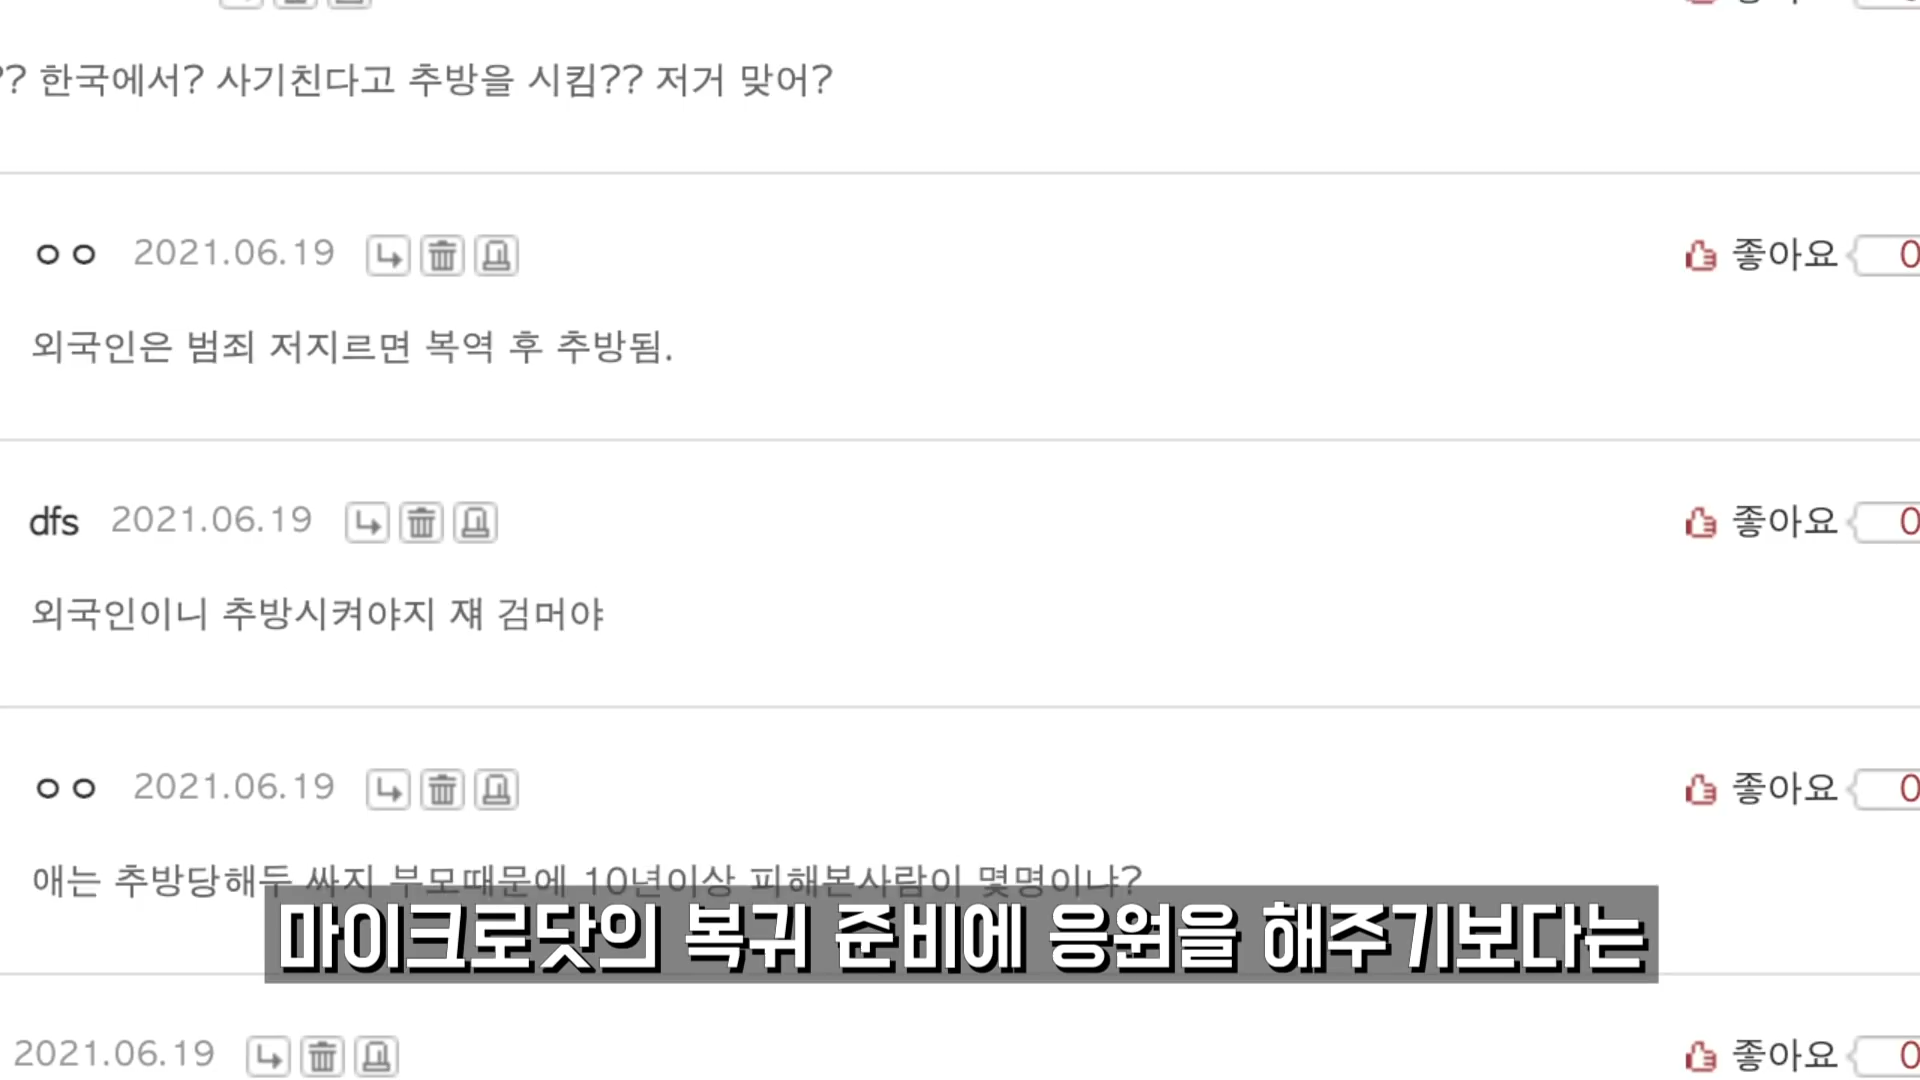 ?? 한국에서? 사기친다고 추방을 시킴?? 저거 맞어?
ㅇㅇ 2021.06.19 좋아요 0
외국인은 범죄 저지르면 복역 후 추방됨.
dfs 2021.06.19 좋아요 0
외국인이니 추방시켜야지 쟤 검머야
ㅇㅇ 2021.06.19 좋아요 0
얘는 추방당해두 싸지 부모때문에 10년이상 피해본사람이 몇명이냐?
마이크로닷의 복귀 준비에 응원을 해주기보다는
2021.06.19 좋아요 0